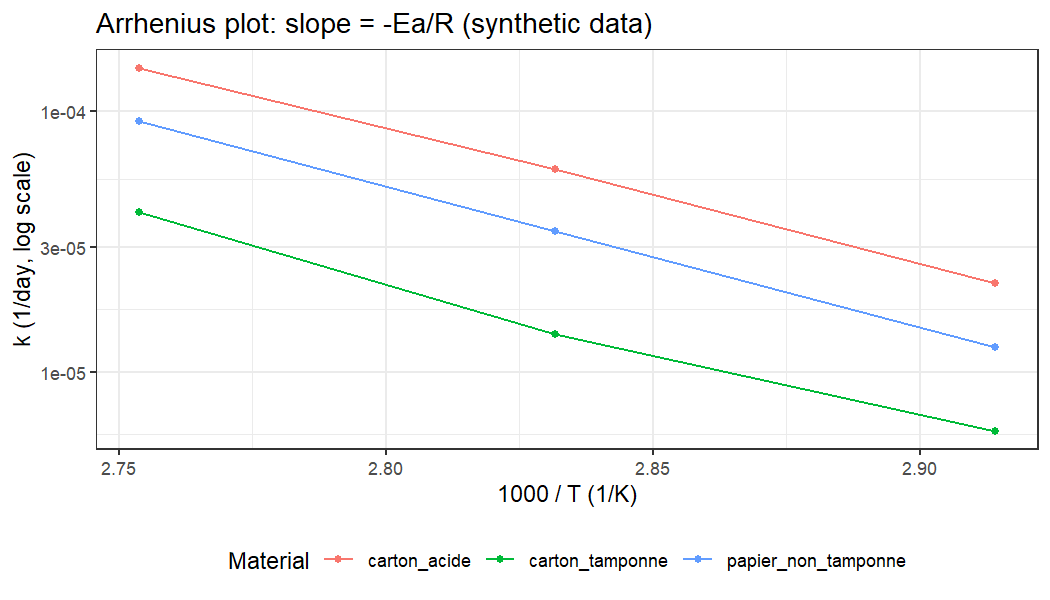 Arrhenius plot: slope = -Ea/R (synthetic data)
k (1/day, log scale)
1e-04
3e-05
1e-05
2.75 2.80 2.85 2.90
1000 / T (1/K)
Material carton_acide carton_tamponne papier_non_tamponne